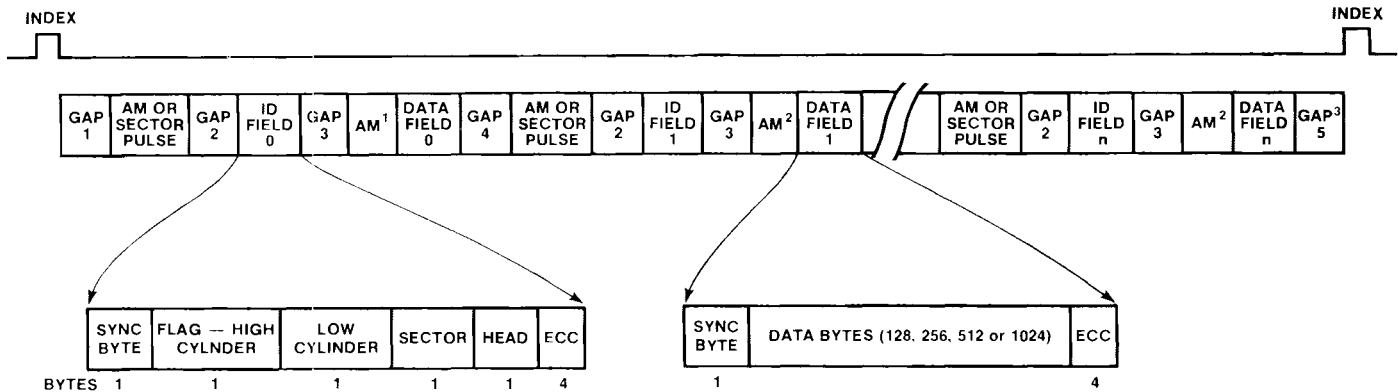 INDEX INDEX
GAP 1 AM OR SECTOR PULSE GAP 2 ID FIELD 0 GAP 3 AM1 DATA FIELD 0 GAP 4 AM OR SECTOR PULSE GAP 2 ID FIELD 1 GAP 3 AM2 DATA FIELD 1 AM OR SECTOR PULSE GAP 2 ID FIELD n GAP 3 AM2 DATA FIELD n GAP3 5
SYNC BYTE FLAG — HIGH CYLNDER LOW CYLINDER SECTOR HEAD ECC
BYTES 1 1 1 1 1 4
SYNC BYTE DATA BYTES (128, 256, 512 or 1024) ECC
1 4